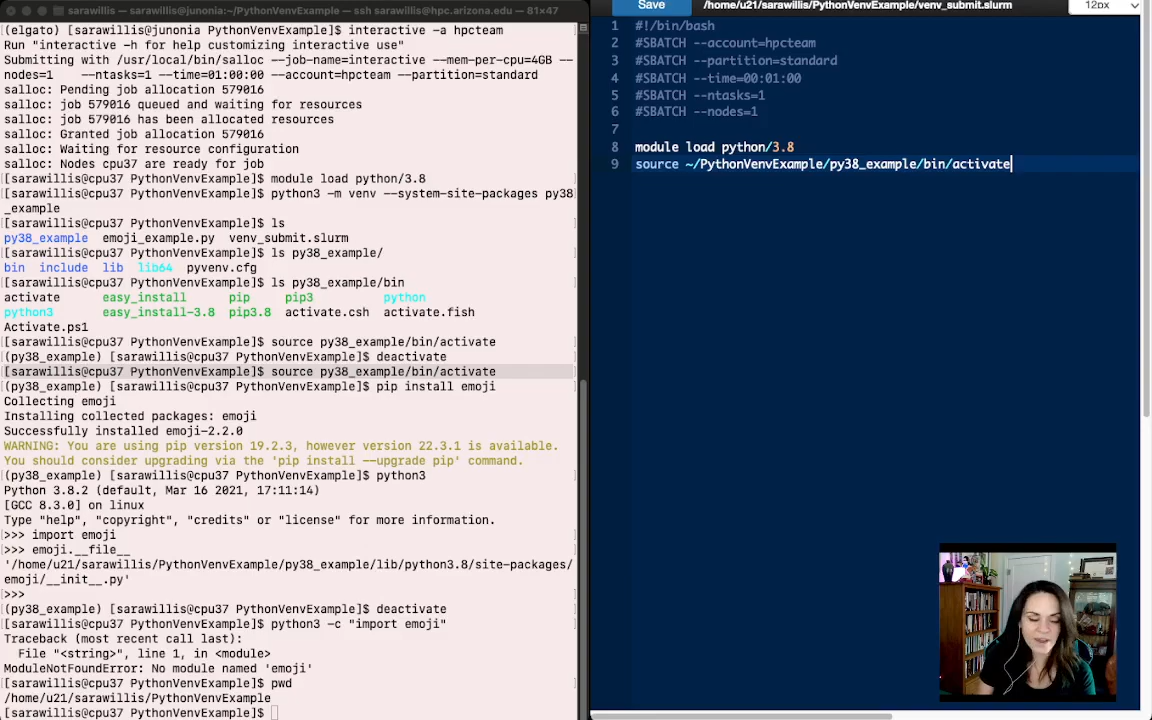 sarawillis — sarawillis@junonia:~/PythonVenvExample — ssh sarawillis@hpc.arizona.edu — 81×47
(elgato) [sarawillis@junonia PythonVenvExample]$ interactive -a hpcteam
Run "interactive -h for help customizing interactive use"
Submitting with /usr/local/bin/salloc --job-name=interactive --mem-per-cpu=4GB --
nodes=1    --ntasks=1 --time=01:00:00 --account=hpcteam --partition=standard
salloc: Pending job allocation 579016
salloc: job 579016 queued and waiting for resources
salloc: job 579016 has been allocated resources
salloc: Granted job allocation 579016
salloc: Waiting for resource configuration
salloc: Nodes cpu37 are ready for job
[sarawillis@cpu37 PythonVenvExample]$ module load python/3.8
[sarawillis@cpu37 PythonVenvExample]$ python3 -m venv --system-site-packages py38
_example
[sarawillis@cpu37 PythonVenvExample]$ ls
py38_example  emoji_example.py  venv_submit.slurm
[sarawillis@cpu37 PythonVenvExample]$ ls py38_example/
bin  include  lib  lib64  pyvenv.cfg
[sarawillis@cpu37 PythonVenvExample]$ ls py38_example/bin
activate      easy_install      pip     pip3         python
python3       easy_install-3.8  pip3.8  activate.csh  activate.fish
Activate.ps1
[sarawillis@cpu37 PythonVenvExample]$ source py38_example/bin/activate
(py38_example) [sarawillis@cpu37 PythonVenvExample]$ deactivate
[sarawillis@cpu37 PythonVenvExample]$ source py38_example/bin/activate
(py38_example) [sarawillis@cpu37 PythonVenvExample]$ pip install emoji
Collecting emoji
Installing collected packages: emoji
Successfully installed emoji-2.2.0
WARNING: You are using pip version 19.2.3, however version 22.3.1 is available.
You should consider upgrading via the 'pip install --upgrade pip' command.
(py38_example) [sarawillis@cpu37 PythonVenvExample]$ python3
Python 3.8.2 (default, Mar 16 2021, 17:11:14)
[GCC 8.3.0] on linux
Type "help", "copyright", "credits" or "license" for more information.
>>> import emoji
>>> emoji.__file__
'/home/u21/sarawillis/PythonVenvExample/py38_example/lib/python3.8/site-packages/
emoji/__init__.py'
>>>
(py38_example) [sarawillis@cpu37 PythonVenvExample]$ deactivate
[sarawillis@cpu37 PythonVenvExample]$ python3 -c "import emoji"
Traceback (most recent call last):
  File "<string>", line 1, in <module>
ModuleNotFoundError: No module named 'emoji'
[sarawillis@cpu37 PythonVenvExample]$ pwd
/home/u21/sarawillis/PythonVenvExample
[sarawillis@cpu37 PythonVenvExample]$
Save /home/u21/sarawillis/PythonVenvExample/venv_submit.slurm 12px
1 #!/bin/bash
2 #SBATCH --account=hpcteam
3 #SBATCH --partition=standard
4 #SBATCH --time=00:01:00
5 #SBATCH --ntasks=1
6 #SBATCH --nodes=1
7
8 module load python/3.8
9 source ~/PythonVenvExample/py38_example/bin/activate